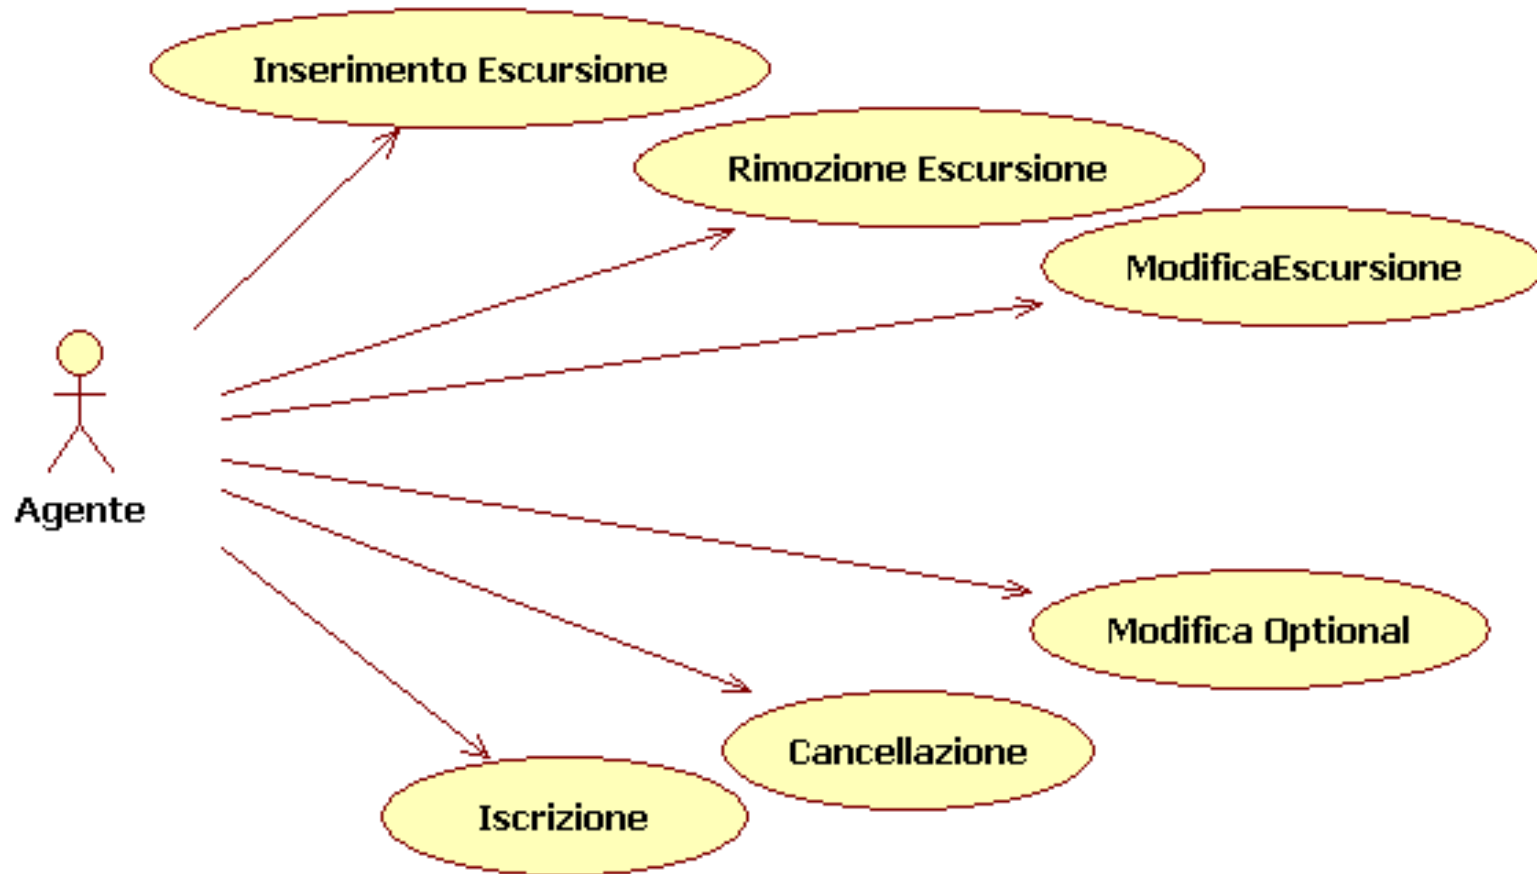 Inserimento Escursione
Rimozione Escursione
ModificaEscursione
Agente
Modifica Optional
Cancellazione
Iscrizione